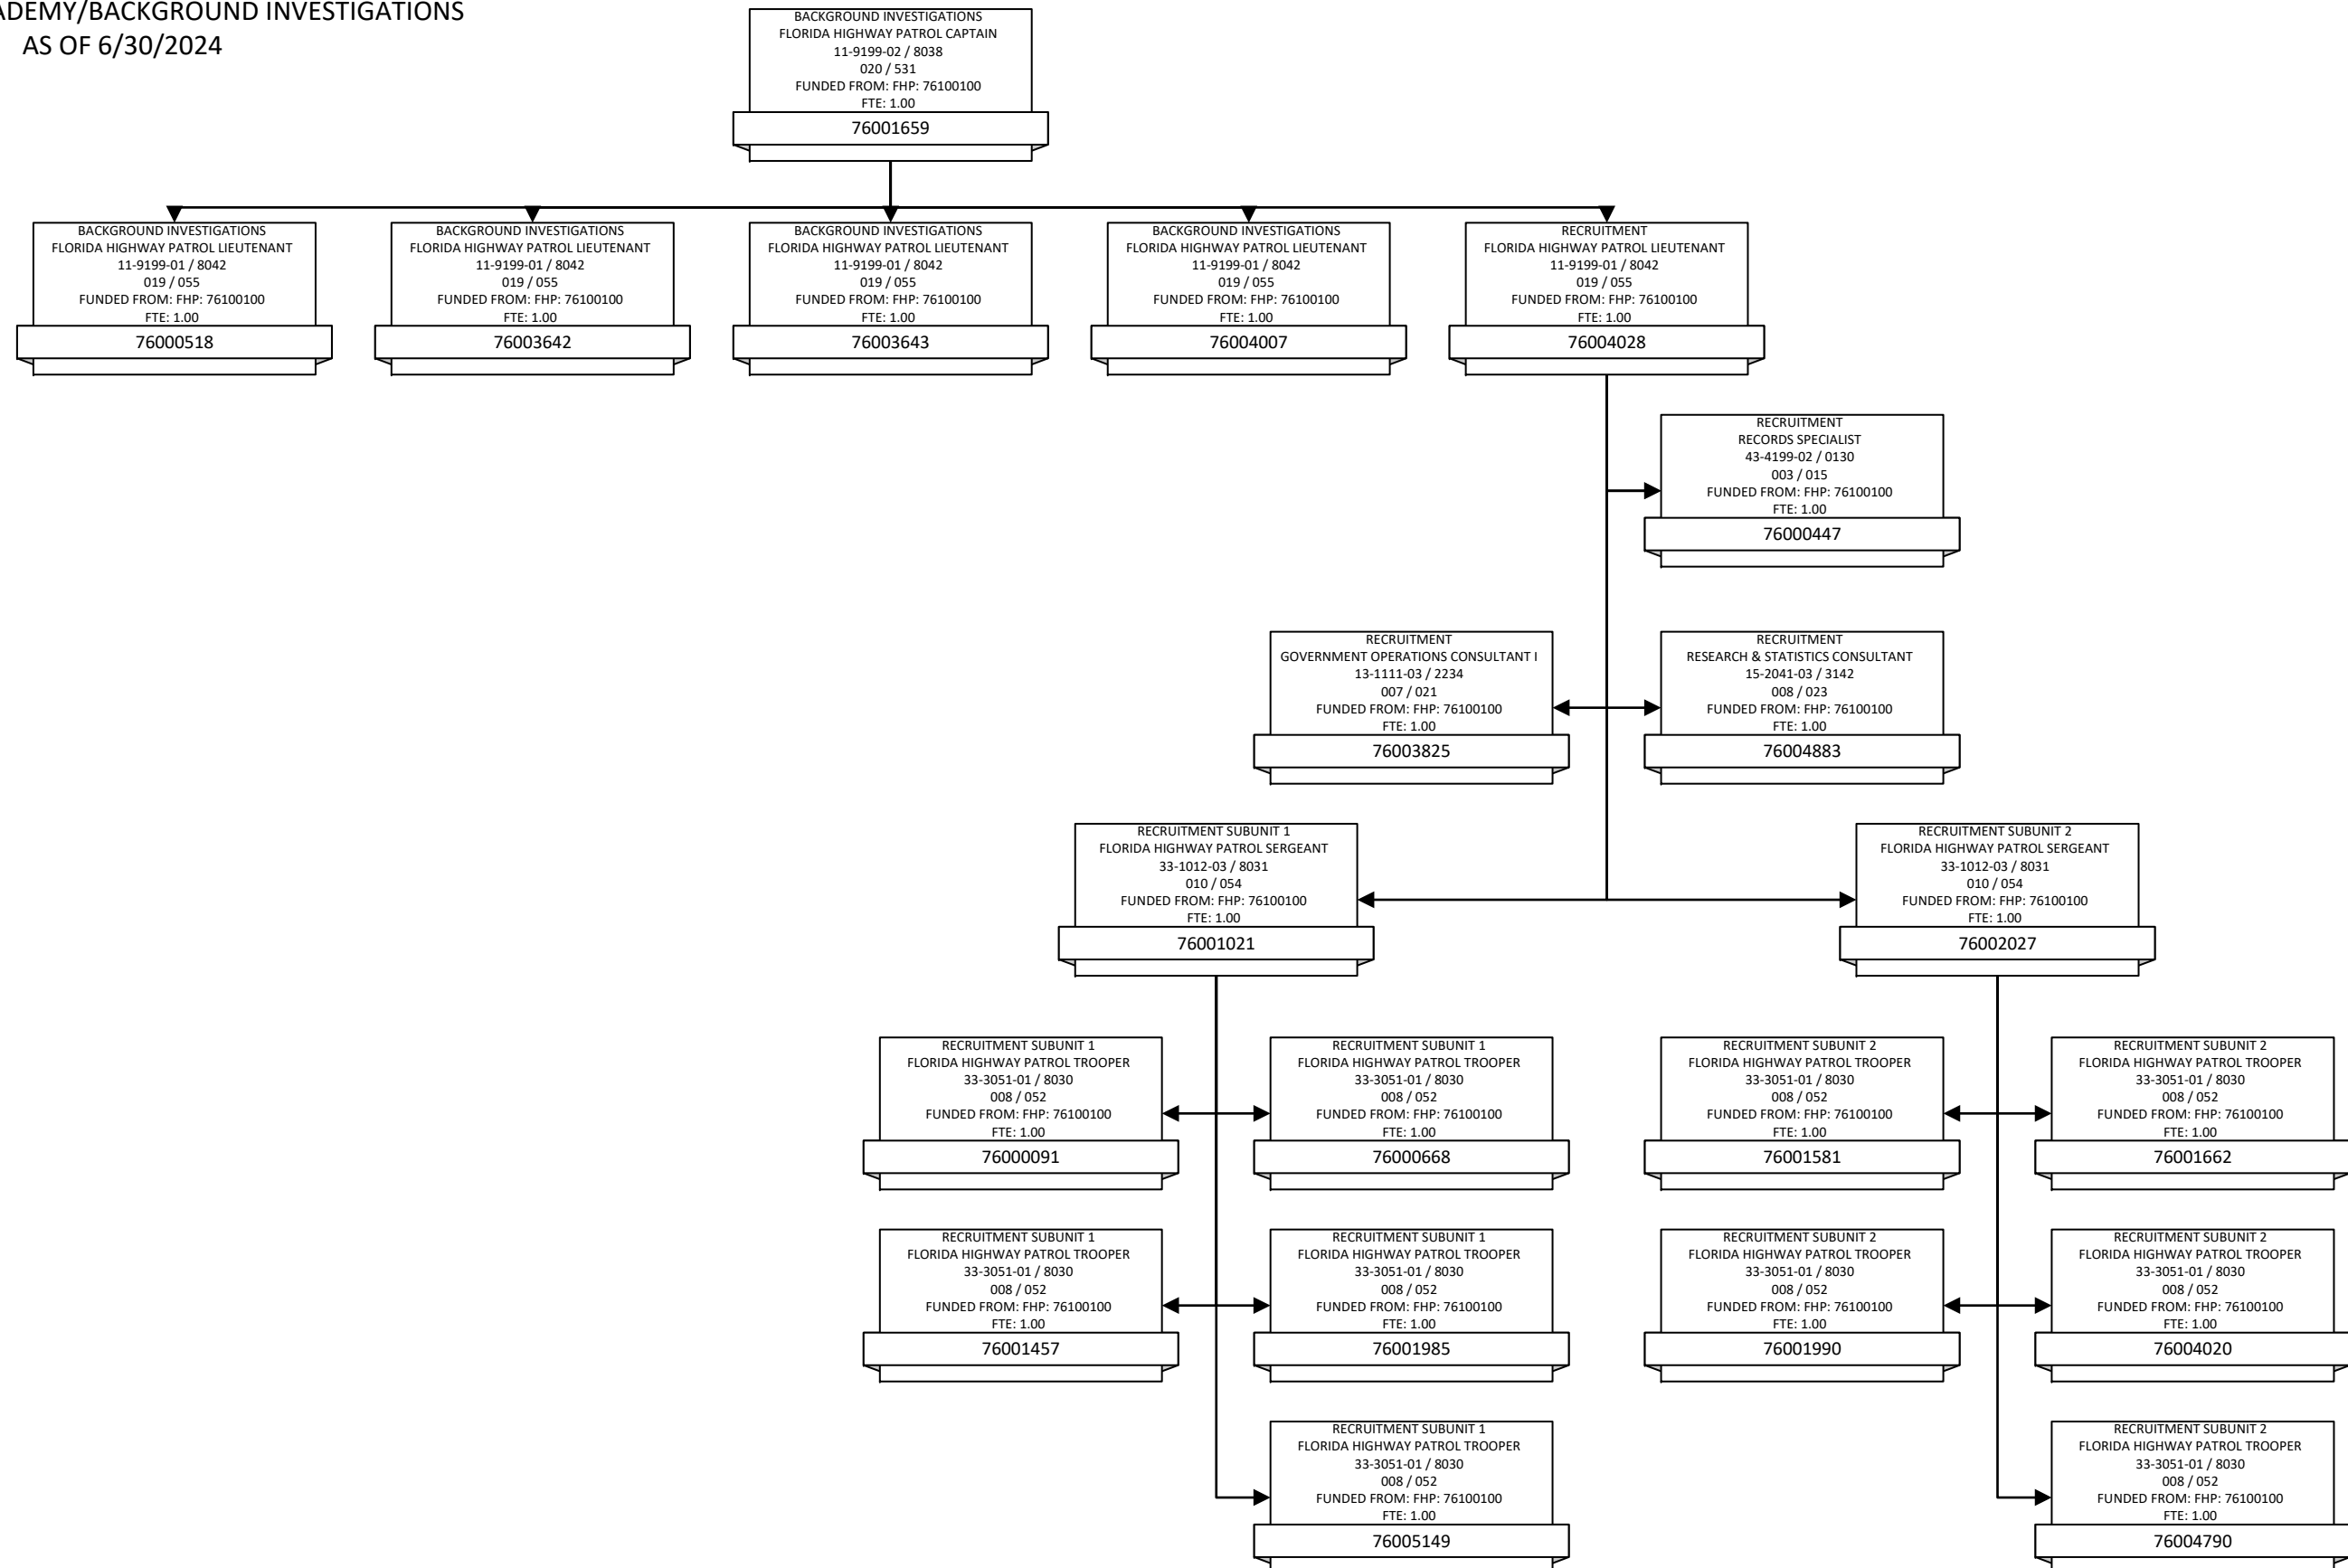 ADEMY/BACKGROUND INVESTIGATIONS
AS OF 6/30/2024
BACKGROUND INVESTIGATIONS
FLORIDA HIGHWAY PATROL CAPTAIN
11-9199-02 / 8038
020 / 531
FUNDED FROM: FHP: 76100100
FTE: 1.00
76001659
BACKGROUND INVESTIGATIONS
FLORIDA HIGHWAY PATROL LIEUTENANT
11-9199-01 / 8042
019 / 055
FUNDED FROM: FHP: 76100100
FTE: 1.00
76000518
BACKGROUND INVESTIGATIONS
FLORIDA HIGHWAY PATROL LIEUTENANT
11-9199-01 / 8042
019 / 055
FUNDED FROM: FHP: 76100100
FTE: 1.00
76003642
BACKGROUND INVESTIGATIONS
FLORIDA HIGHWAY PATROL LIEUTENANT
11-9199-01 / 8042
019 / 055
FUNDED FROM: FHP: 76100100
FTE: 1.00
76003643
BACKGROUND INVESTIGATIONS
FLORIDA HIGHWAY PATROL LIEUTENANT
11-9199-01 / 8042
019 / 055
FUNDED FROM: FHP: 76100100
FTE: 1.00
76004007
RECRUITMENT
FLORIDA HIGHWAY PATROL LIEUTENANT
11-9199-01 / 8042
019 / 055
FUNDED FROM: FHP: 76100100
FTE: 1.00
76004028
RECRUITMENT
RECORDS SPECIALIST
43-4199-02 / 0130
003 / 015
FUNDED FROM: FHP: 76100100
FTE: 1.00
76000447
RECRUITMENT
GOVERNMENT OPERATIONS CONSULTANT I
13-1111-03 / 2234
007 / 021
FUNDED FROM: FHP: 76100100
FTE: 1.00
76003825
RECRUITMENT
RESEARCH & STATISTICS CONSULTANT
15-2041-03 / 3142
008 / 023
FUNDED FROM: FHP: 76100100
FTE: 1.00
76004883
RECRUITMENT SUBUNIT 1
FLORIDA HIGHWAY PATROL SERGEANT
33-1012-03 / 8031
010 / 054
FUNDED FROM: FHP: 76100100
FTE: 1.00
76001021
RECRUITMENT SUBUNIT 2
FLORIDA HIGHWAY PATROL SERGEANT
33-1012-03 / 8031
010 / 054
FUNDED FROM: FHP: 76100100
FTE: 1.00
76002027
RECRUITMENT SUBUNIT 1
FLORIDA HIGHWAY PATROL TROOPER
33-3051-01 / 8030
008 / 052
FUNDED FROM: FHP: 76100100
FTE: 1.00
76000091
RECRUITMENT SUBUNIT 1
FLORIDA HIGHWAY PATROL TROOPER
33-3051-01 / 8030
008 / 052
FUNDED FROM: FHP: 76100100
FTE: 1.00
76000668
RECRUITMENT SUBUNIT 2
FLORIDA HIGHWAY PATROL TROOPER
33-3051-01 / 8030
008 / 052
FUNDED FROM: FHP: 76100100
FTE: 1.00
76001581
RECRUITMENT SUBUNIT 2
FLORIDA HIGHWAY PATROL TROOPER
33-3051-01 / 8030
008 / 052
FUNDED FROM: FHP: 76100100
FTE: 1.00
76001662
RECRUITMENT SUBUNIT 1
FLORIDA HIGHWAY PATROL TROOPER
33-3051-01 / 8030
008 / 052
FUNDED FROM: FHP: 76100100
FTE: 1.00
76001457
RECRUITMENT SUBUNIT 1
FLORIDA HIGHWAY PATROL TROOPER
33-3051-01 / 8030
008 / 052
FUNDED FROM: FHP: 76100100
FTE: 1.00
76001985
RECRUITMENT SUBUNIT 2
FLORIDA HIGHWAY PATROL TROOPER
33-3051-01 / 8030
008 / 052
FUNDED FROM: FHP: 76100100
FTE: 1.00
76001990
RECRUITMENT SUBUNIT 2
FLORIDA HIGHWAY PATROL TROOPER
33-3051-01 / 8030
008 / 052
FUNDED FROM: FHP: 76100100
FTE: 1.00
76004020
RECRUITMENT SUBUNIT 1
FLORIDA HIGHWAY PATROL TROOPER
33-3051-01 / 8030
008 / 052
FUNDED FROM: FHP: 76100100
FTE: 1.00
76005149
RECRUITMENT SUBUNIT 2
FLORIDA HIGHWAY PATROL TROOPER
33-3051-01 / 8030
008 / 052
FUNDED FROM: FHP: 76100100
FTE: 1.00
76004790